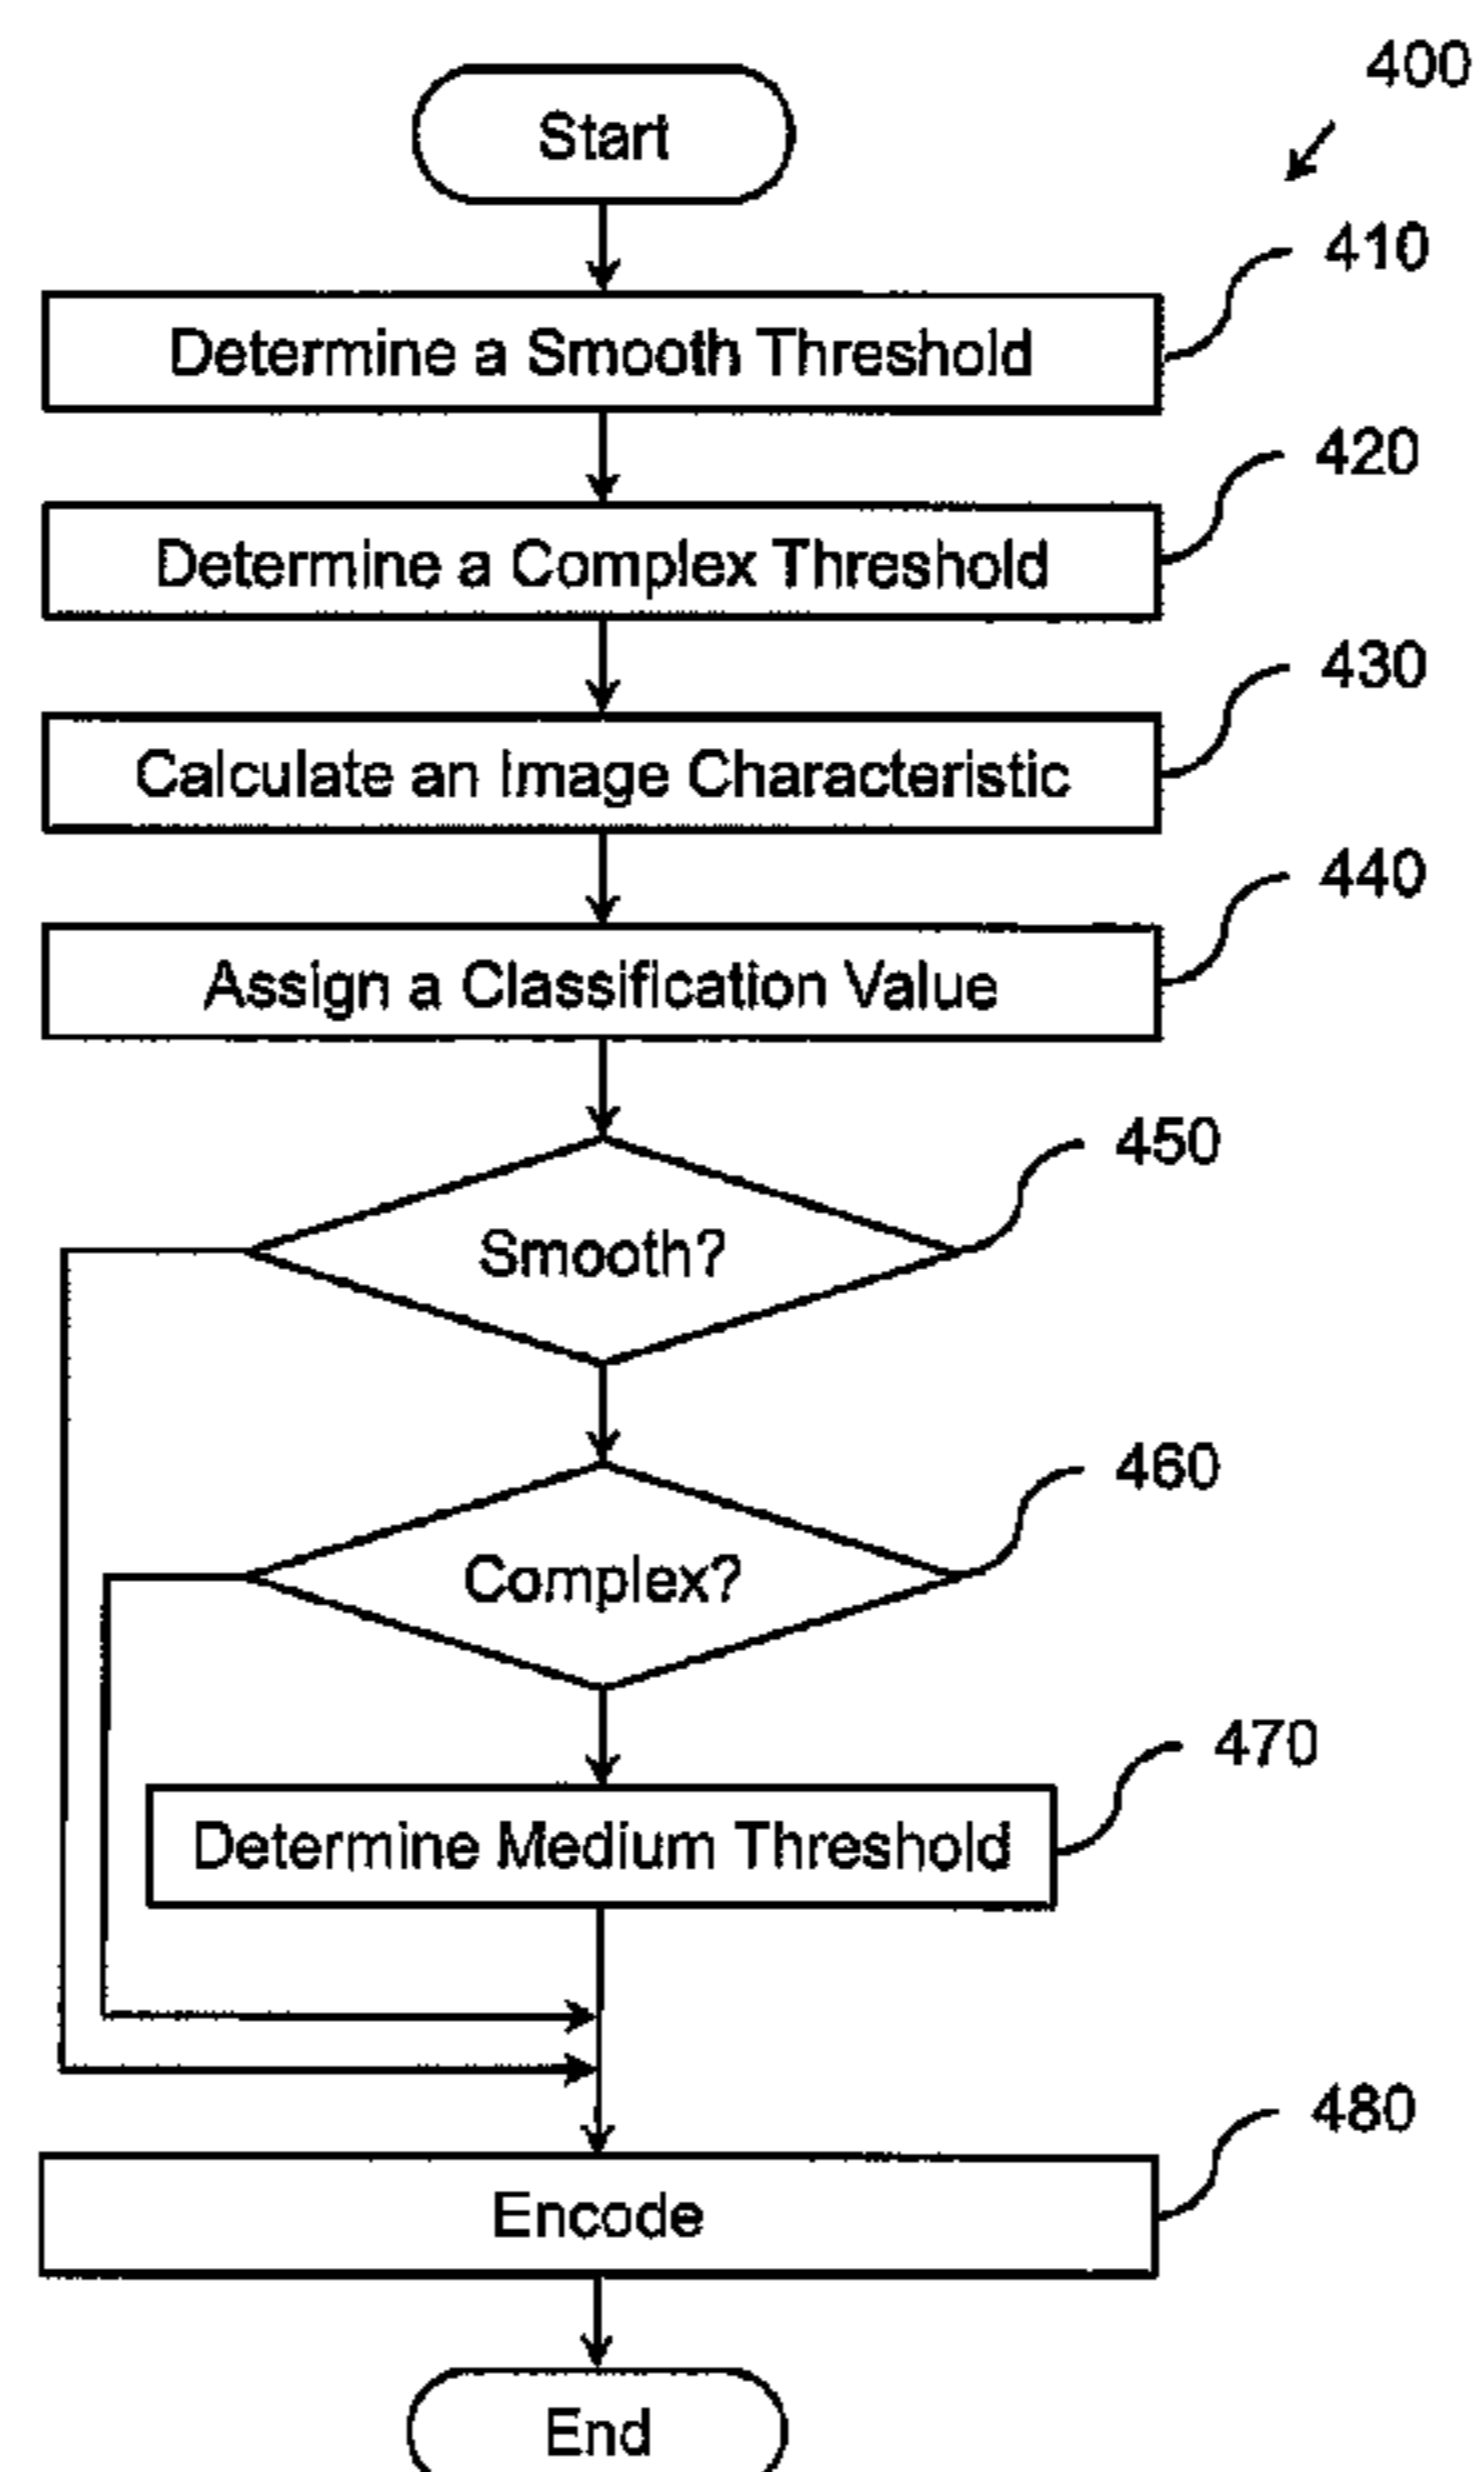 400
Start
410
Determine a Smooth Threshold
420
Determine a Complex Threshold
430
Calculate an Image Characteristic
440
Assign a Classification Value
450
Smooth?
460
Complex?
470
Determine Medium Threshold
480
Encode
End